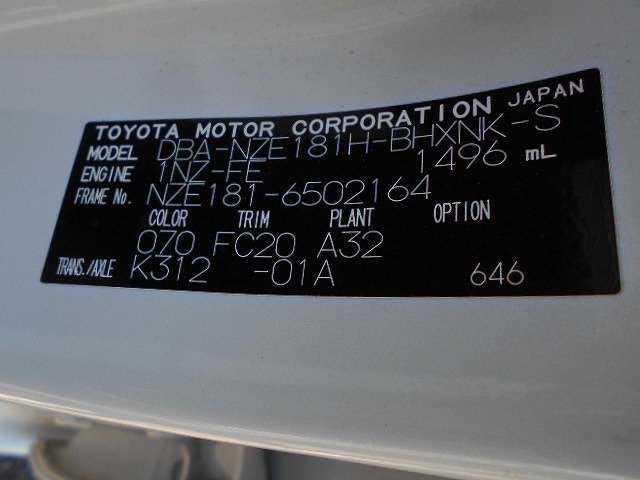 TOYOTA MOTOR CORPORATION JAPAN
MODEL DBA-NZE181H-BHXNK-S
ENGINE 1NZ-FE 1496 mL
FRAME No. NZE181-6502164
COLOR TRIM PLANT OPTION
070 FC20 A32
TRANS./AXLE K312 -01A 646